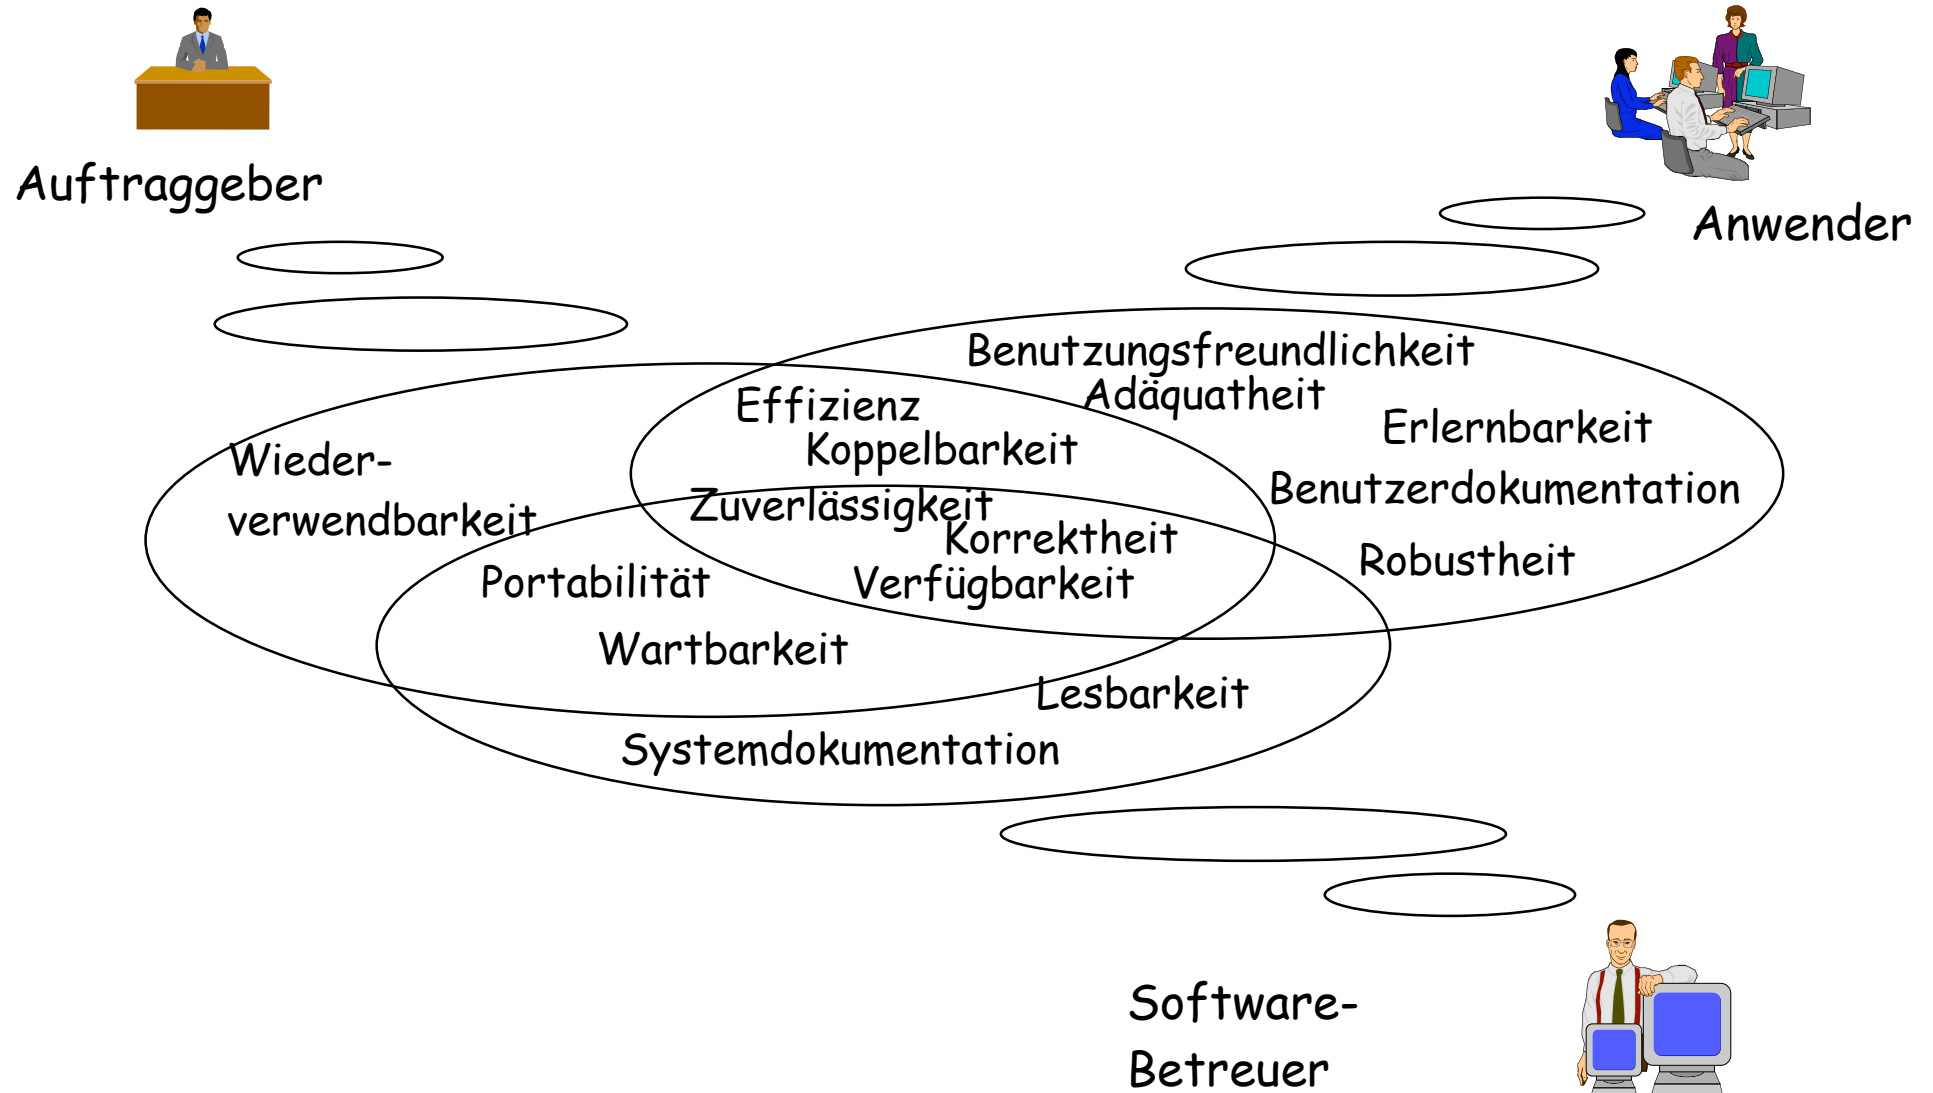 Auftraggeber
Anwender
Benutzungsfreundlichkeit
Adäquatheit
Effizienz
Erlernbarkeit
Koppelbarkeit
Wieder-
verwendbarkeit
Benutzerdokumentation
Zuverlässigkeit
Korrektheit
Robustheit
Portabilität
Verfügbarkeit
Wartbarkeit
Lesbarkeit
Systemdokumentation
Software-
Betreuer